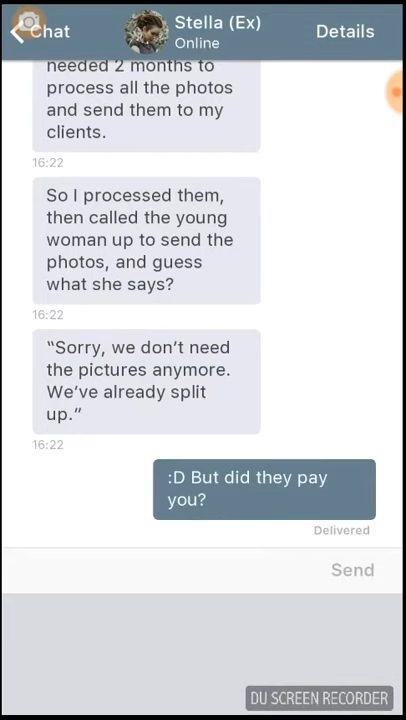 Chat
Stella (Ex)
Online
Details
needed 2 months to
process all the photos
and send them to my
clients.
16:22
So I processed them,
then called the young
woman up to send the
photos, and guess
what she says?
16:22
“Sorry, we don’t need
the pictures anymore.
We’ve already split
up.”
16:22
:D But did they pay
you?
Delivered
Send
DU SCREEN RECORDER